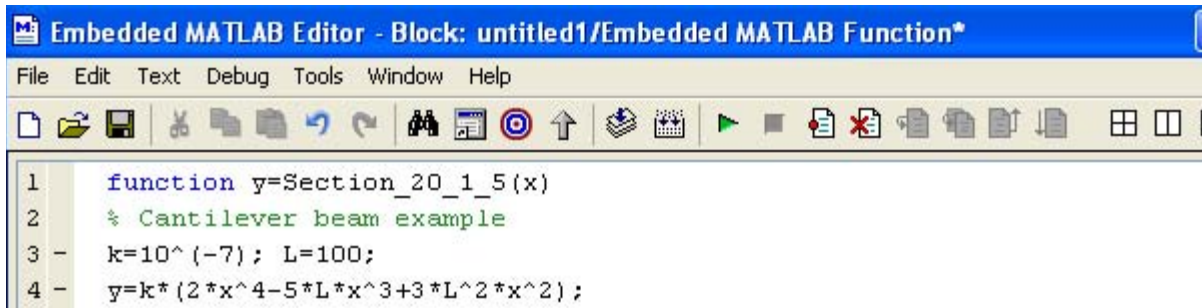 Embedded MATLAB Editor - Block: untitled1/Embedded MATLAB Function*
File Edit Text Debug Tools Window Help
1 function y=Section_20_1_5(x)
2 % Cantilever beam example
3 - k=10^(-7); L=100;
4 - y=k*(2*x^4-5*L*x^3+3*L^2*x^2);